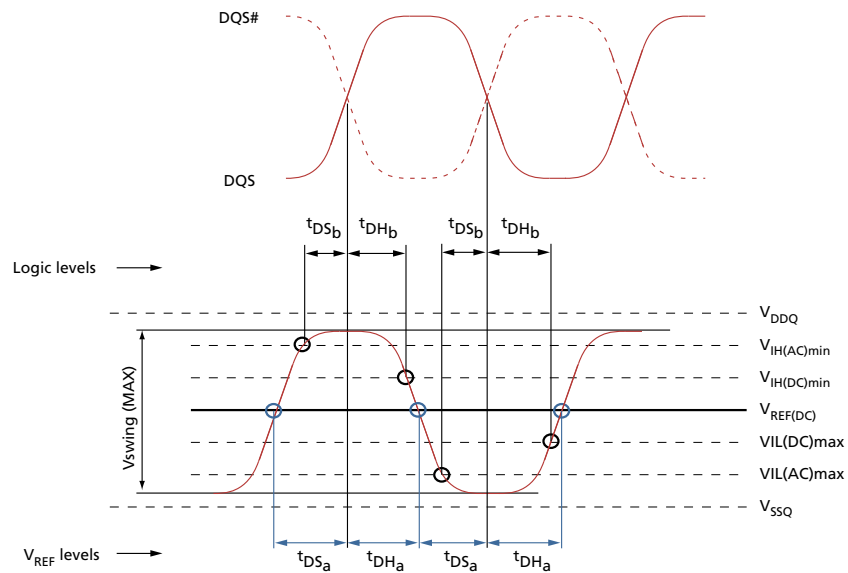 DQS#
DQS
tDSb tDHb tDSb tDHb
Logic levels
VDDQ
VIH(AC)min
VIH(DC)min
VREF(DC)
VIL(DC)max
VIL(AC)max
VSSQ
Vswing (MAX)
VREF levels
tDSa tDHa tDSa tDHa